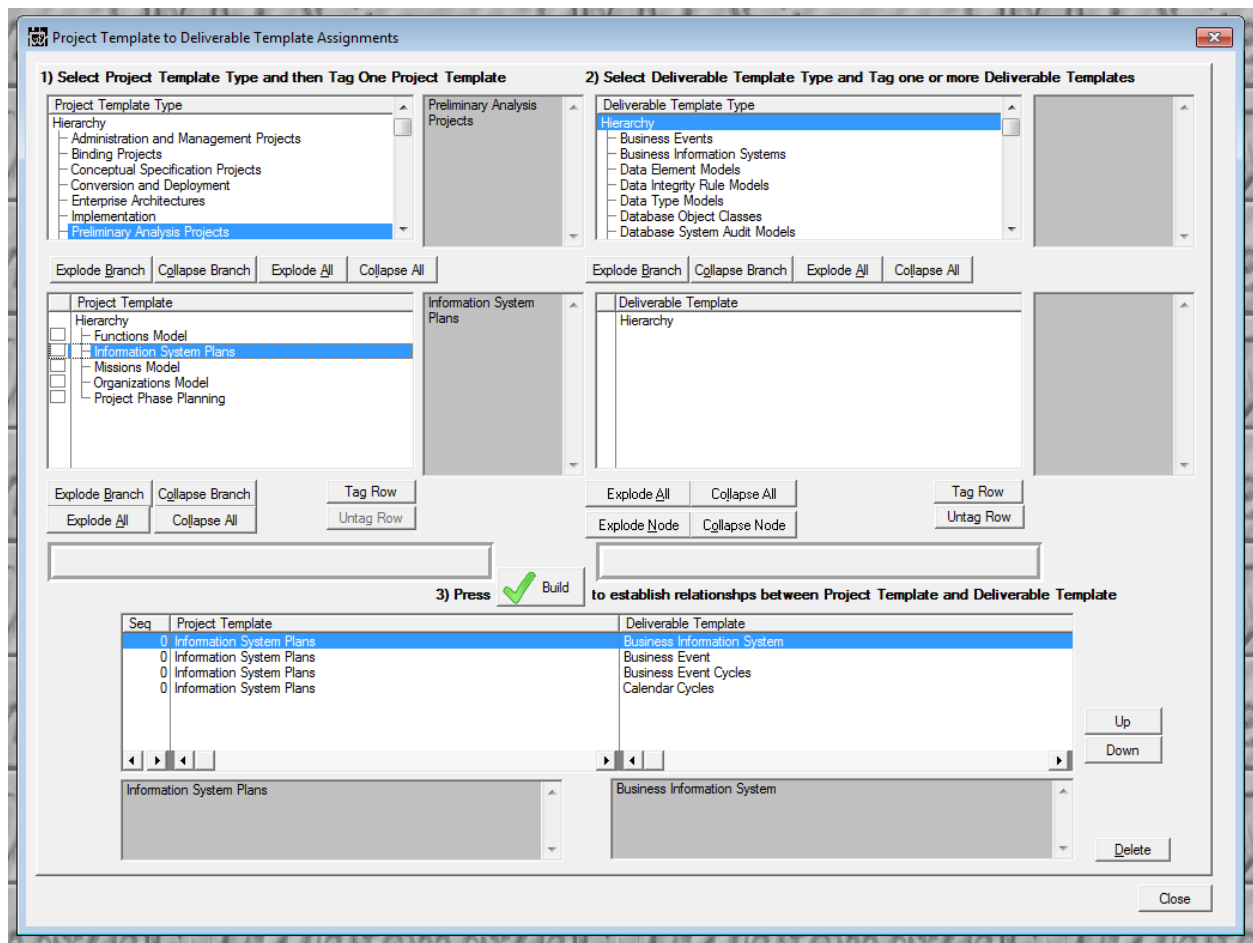 Project Template to Deliverable Template Assignments
1) Select Project Template Type and then Tag One Project Template
2) Select Deliverable Template Type and Tag one or more Deliverable Templates
Project Template Type
Hierarchy
Administration and Management Projects
Binding Projects
Conceptual Specification Projects
Conversion and Deployment
Enterprise Architectures
Implementation
Preliminary Analysis Projects
Preliminary Analysis
Projects
Deliverable Template Type
Hierarchy
Business Events
Business Information Systems
Data Element Models
Data Integrity Rule Models
Data Type Models
Database Object Classes
Database System Audit Models
Explode Branch Collapse Branch Explode All Collapse All
Explode Branch Collapse Branch Explode All Collapse All
Project Template
Hierarchy
Functions Model
Information System Plans
Missions Model
Organizations Model
Project Phase Planning
Information System
Plans
Deliverable Template
Hierarchy
Explode Branch Collapse Branch Tag Row
Explode All Collapse All Untag Row
Explode All Collapse All Tag Row
Explode Node Collapse Node Untag Row
3) Press Build to establish relationshps between Project Template and Deliverable Template
Seq Project Template Deliverable Template
0 Information System Plans Business Information System
0 Information System Plans Business Event
0 Information System Plans Business Event Cycles
0 Information System Plans Calendar Cycles
Up
Down
Information System Plans
Business Information System
Delete
Close